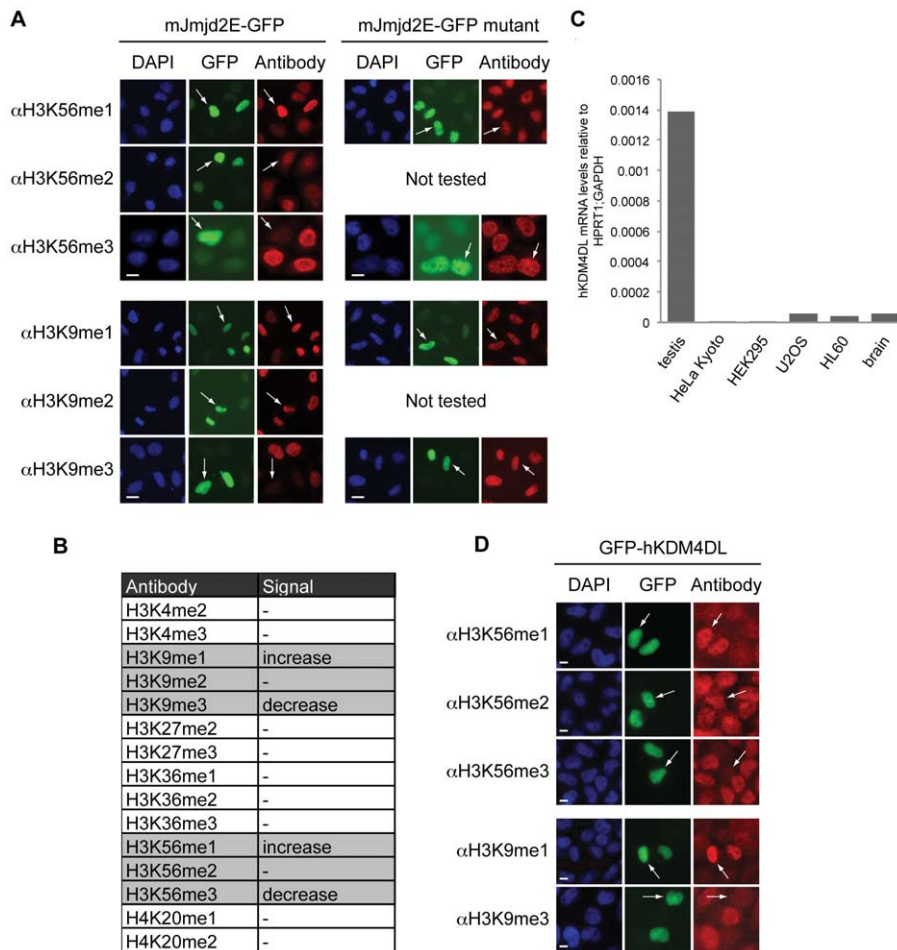 A
mJmjd2E-GFP
mJmjd2E-GFP mutant
DAPI GFP Antibody
DAPI GFP Antibody
αH3K56me1
αH3K56me2
Not tested
αH3K56me3
αH3K9me1
αH3K9me2
Not tested
αH3K9me3
C
hKDM4DL mRNA levels relative to
HPRT1;GAPDH
0.0016
0.0014
0.0012
0.001
0.0008
0.0006
0.0004
0.0002
0
testis
HeLa Kyoto
HEK295
U2OS
HL60
brain
B
Antibody Signal
H3K4me2 -
H3K4me3 -
H3K9me1 increase
H3K9me2 -
H3K9me3 decrease
H3K27me2 -
H3K27me3 -
H3K36me1 -
H3K36me2 -
H3K36me3 -
H3K56me1 increase
H3K56me2 -
H3K56me3 decrease
H4K20me1 -
H4K20me2 -
D
GFP-hKDM4DL
DAPI GFP Antibody
αH3K56me1
αH3K56me2
αH3K56me3
αH3K9me1
αH3K9me3